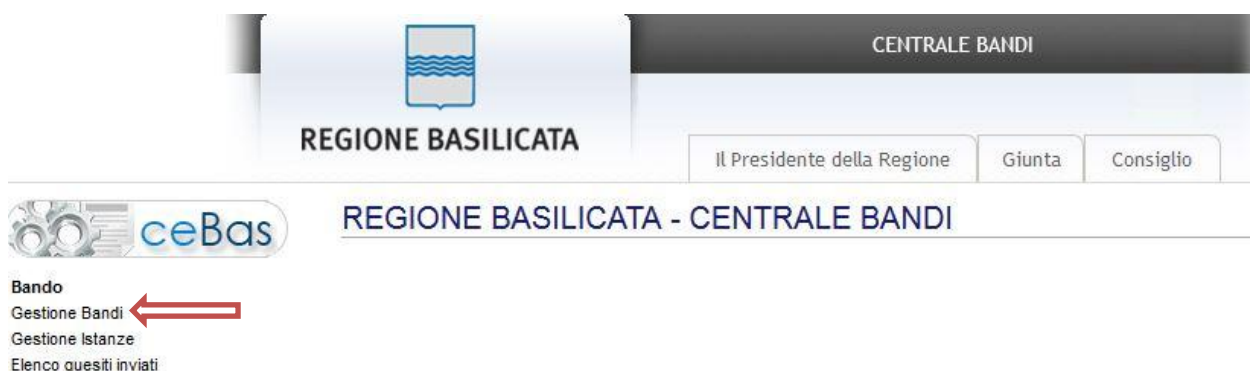 CENTRALE BANDI
REGIONE BASILICATA
Il Presidente della Regione
Giunta
Consiglio
ceBas
REGIONE BASILICATA - CENTRALE BANDI
Bando
Gestione Bandi
Gestione Istanze
Elenco quesiti inviati